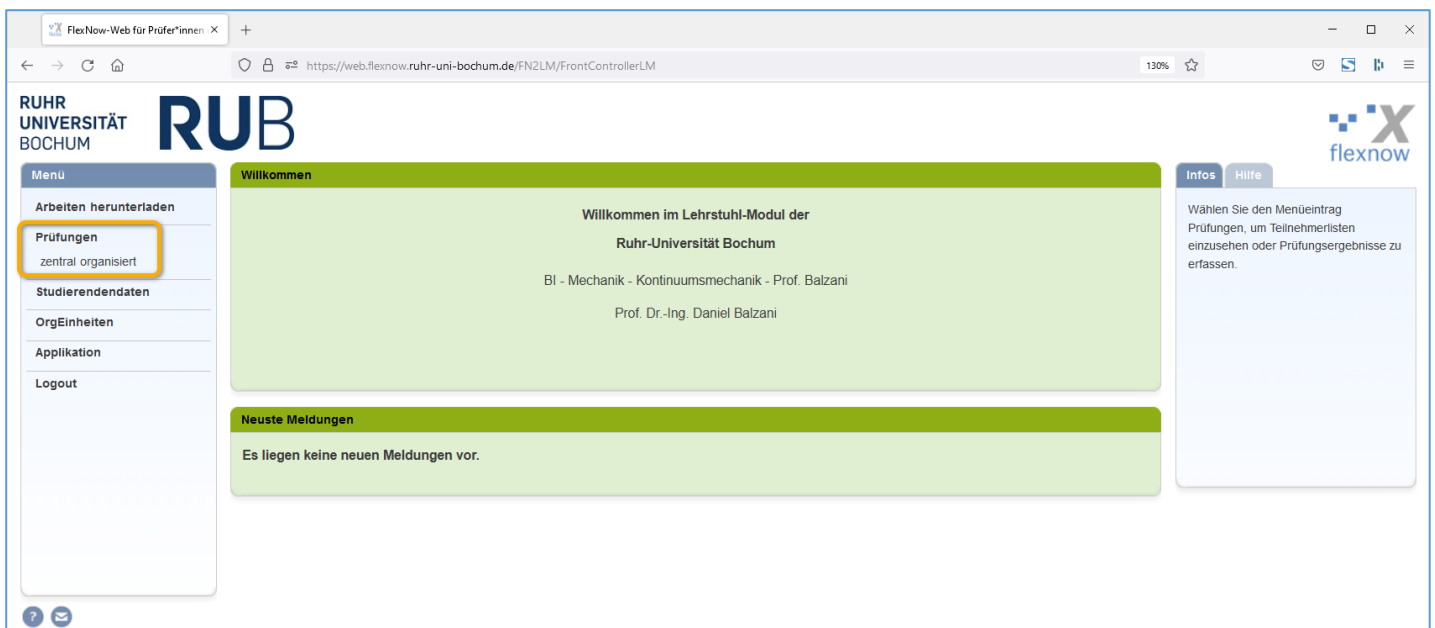 FlexNow-Web für Prüfer*innen
https://web.flexnow.ruhr-uni-bochum.de/FN2LM/FrontControllerLM
130%
RUHR
UNIVERSITÄT
BOCHUM
RUB
flexnow
Menü
Arbeiten herunterladen
Prüfungen
zentral organisiert
Studierendendaten
OrgEinheiten
Applikation
Logout
Willkommen
Willkommen im Lehrstuhl-Modul der
Ruhr-Universität Bochum
BI - Mechanik - Kontinuumsmechanik - Prof. Balzani
Prof. Dr.-Ing. Daniel Balzani
Neuste Meldungen
Es liegen keine neuen Meldungen vor.
Infos
Hilfe
Wählen Sie den Menüeintrag
Prüfungen, um Teilnehmerlisten
einzusehen oder Prüfungsergebnisse zu
erfassen.